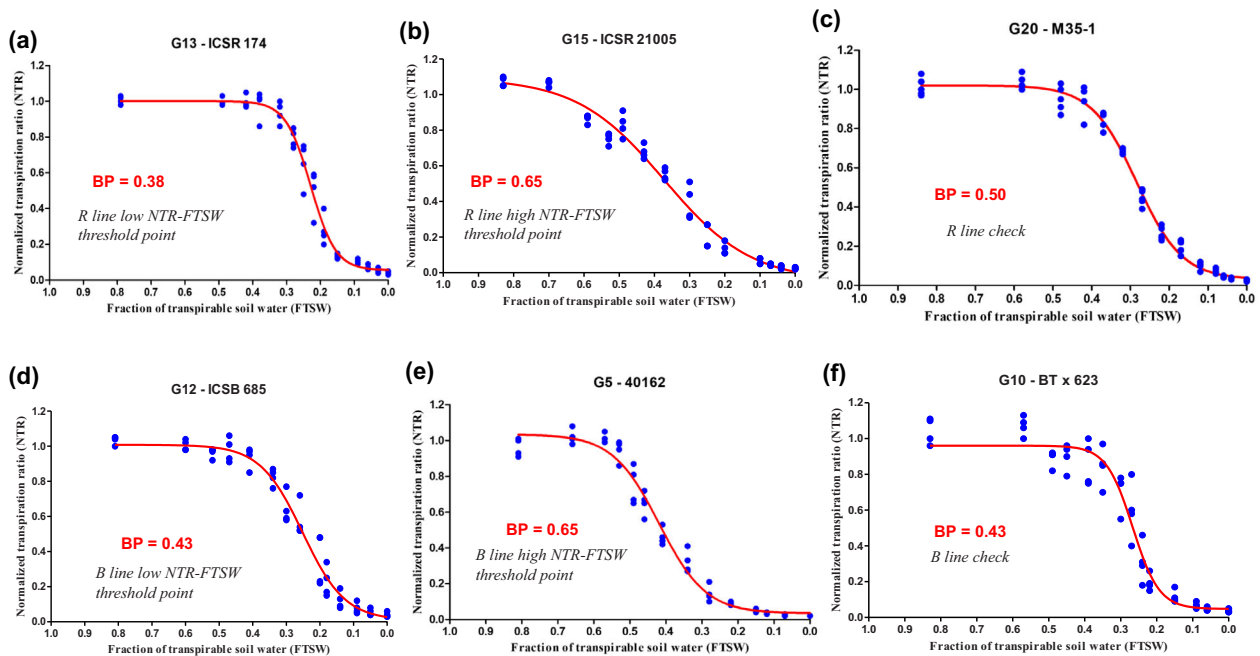 (a)
G13 - ICSR 174
Normalized transpiration ratio (NTR)
1.2
1.0
0.8
0.6
0.4
0.2
0.0
BP = 0.38
R line low NTR-FTSW
threshold point
1.0 0.9 0.8 0.7 0.6 0.5 0.4 0.3 0.2 0.1 0.0
Fraction of transpirable soil water (FTSW)
(b)
G15 - ICSR 21005
Normalized transpiration ratio (NTR)
1.2
1.0
0.8
0.6
0.4
0.2
0.0
BP = 0.65
R line high NTR-FTSW
threshold point
1.0 0.9 0.8 0.7 0.6 0.5 0.4 0.3 0.2 0.1 0.0
Fraction of transpirable soil water (FTSW)
(c)
G20 - M35-1
Normalized transpiration ratio (NTR)
1.2
1.0
0.8
0.6
0.4
0.2
0.0
BP = 0.50
R line check
1.0 0.9 0.8 0.7 0.6 0.5 0.4 0.3 0.2 0.1 0.0
Fraction of transpirable soil water (FTSW)
(d)
G12 - ICSB 685
Normalized transpiration ratio (NTR)
1.2
1.0
0.8
0.6
0.4
0.2
0.0
BP = 0.43
B line low NTR-FTSW
threshold point
1.0 0.9 0.8 0.7 0.6 0.5 0.4 0.3 0.2 0.1 0.0
Fraction of transpirable soil water (FTSW)
(e)
G5 - 40162
Normalized transpiration ratio (NTR)
1.2
1.0
0.8
0.6
0.4
0.2
0.0
BP = 0.65
B line high NTR-FTSW
threshold point
1.0 0.9 0.8 0.7 0.6 0.5 0.4 0.3 0.2 0.1 0.0
Fraction of transpirable soil water (FTSW)
(f)
G10 - BT x 623
Normalized transpiration ratio (NTR)
1.2
1.0
0.8
0.6
0.4
0.2
0.0
BP = 0.43
B line check
1.0 0.9 0.8 0.7 0.6 0.5 0.4 0.3 0.2 0.1 0.0
Fraction of transpirable soil water (FTSW)